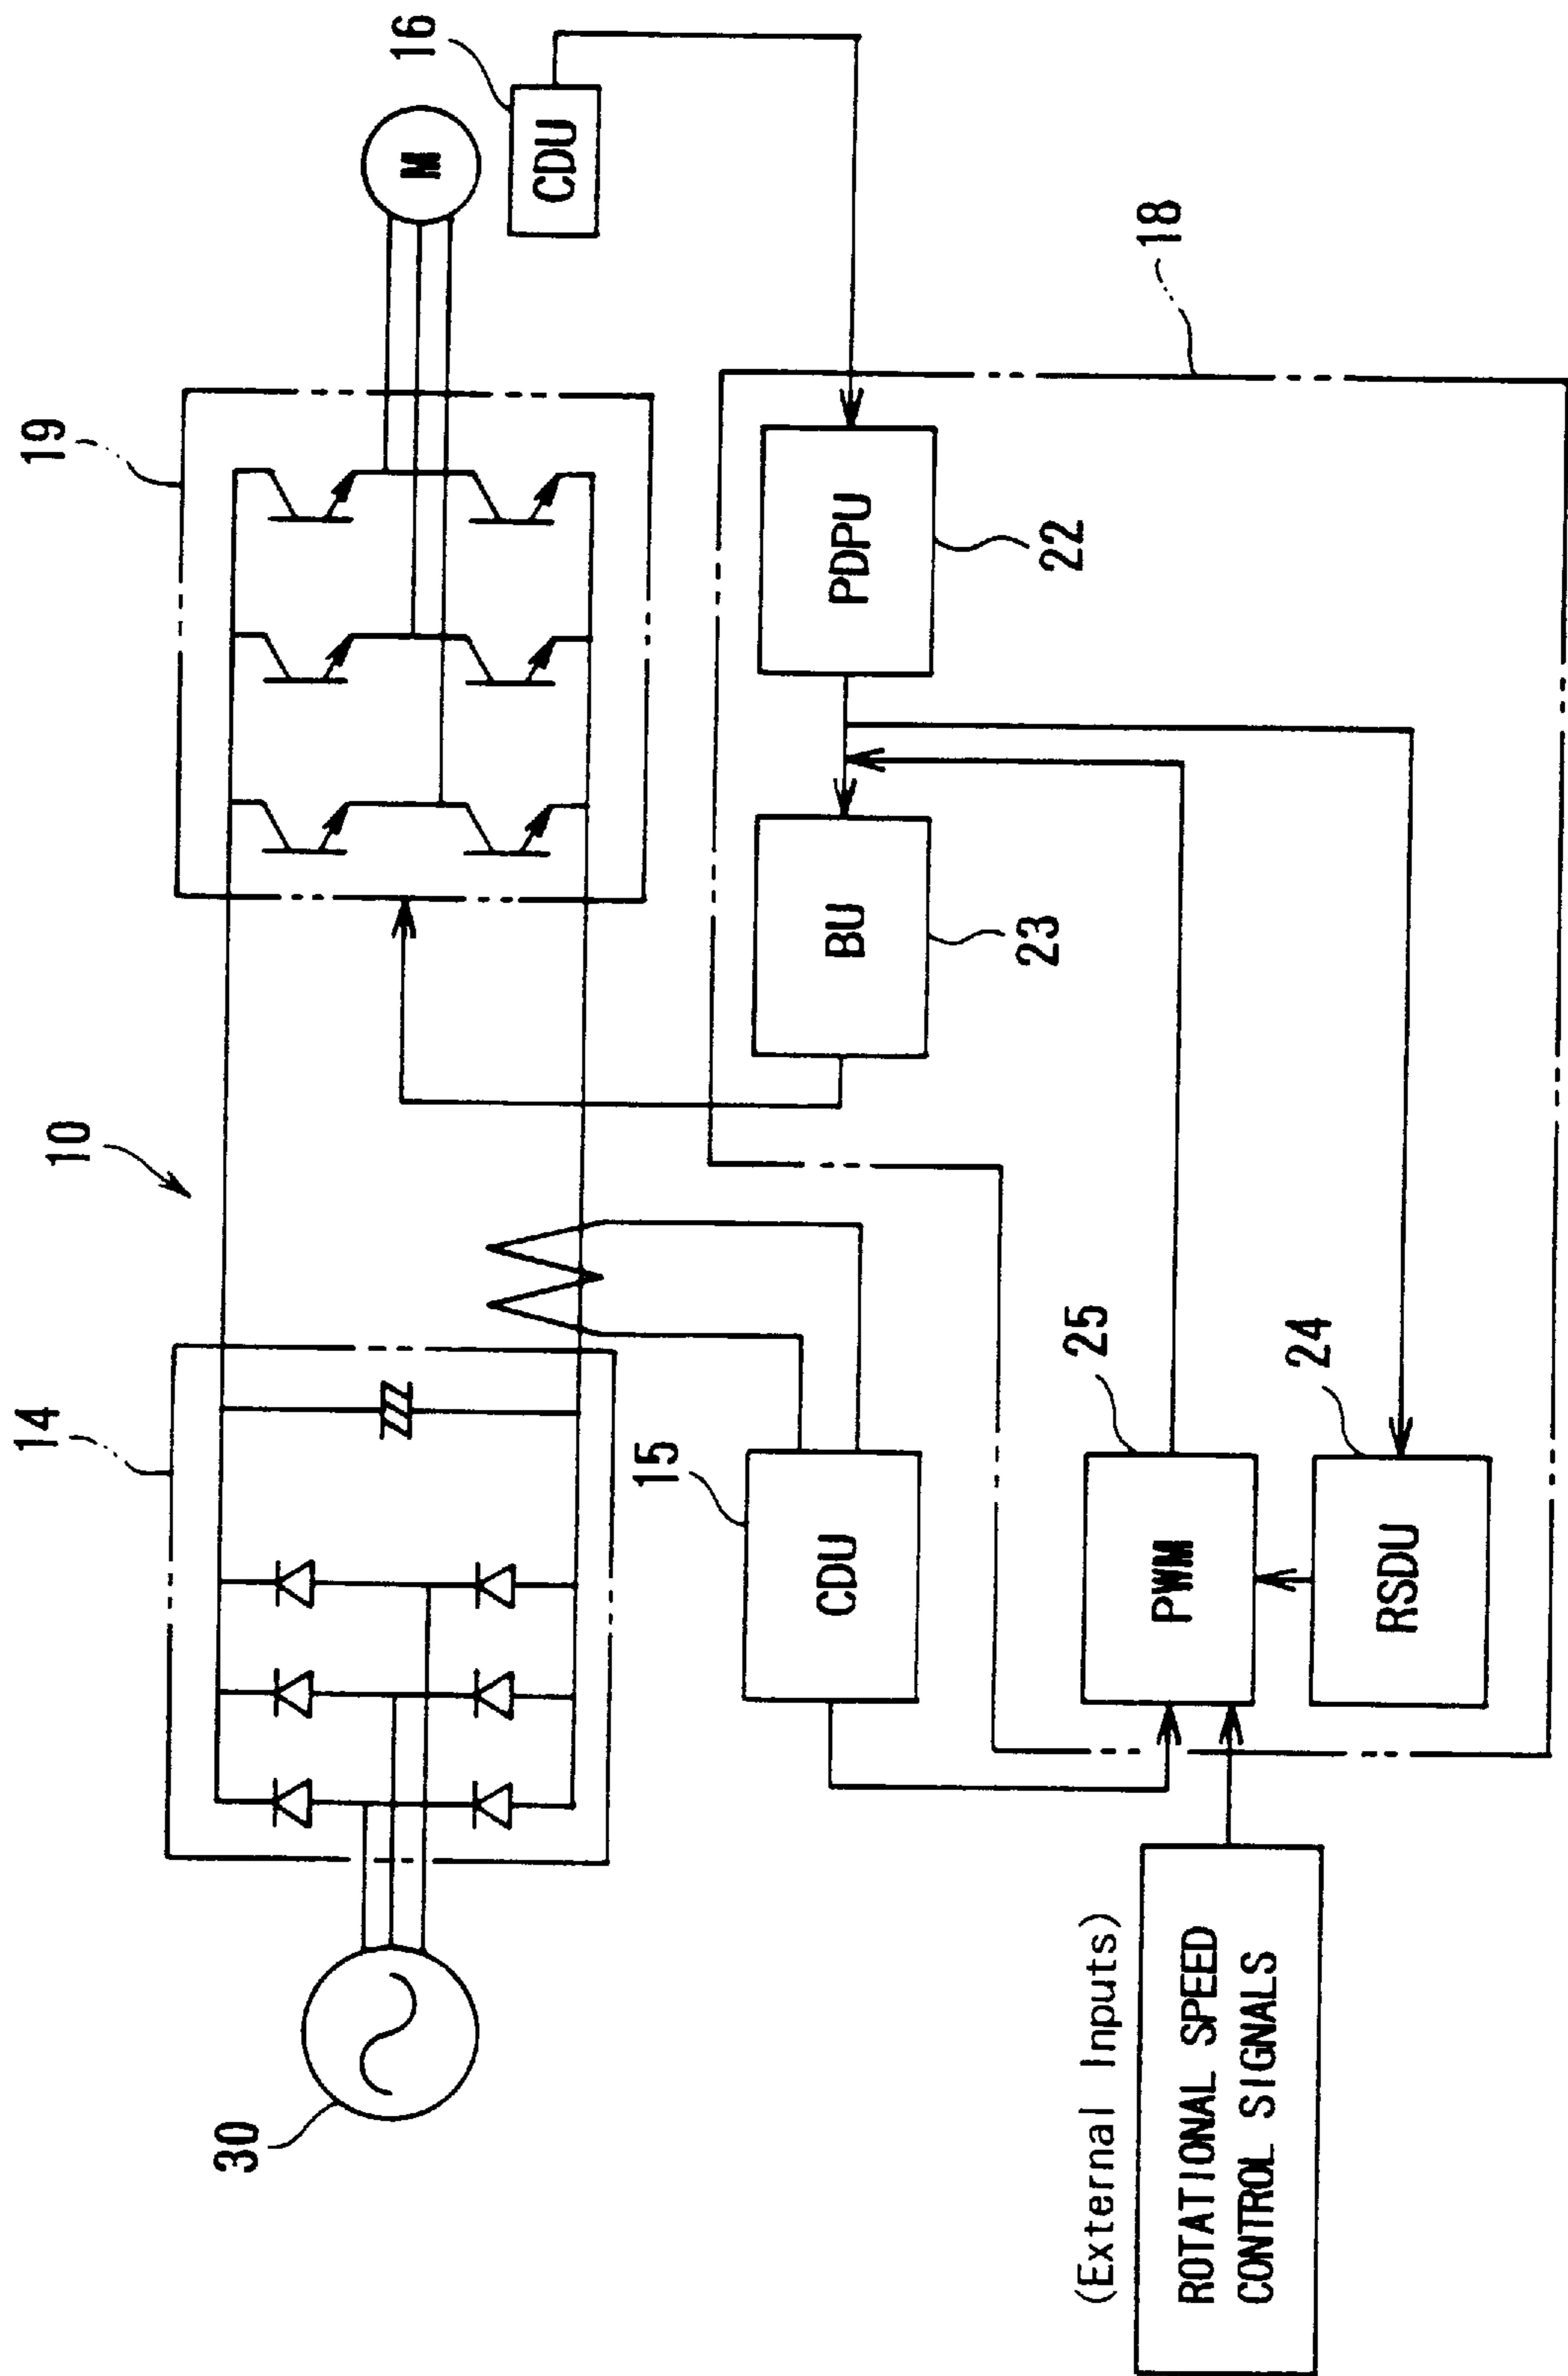 10
14
19
M
16
CDU
30
15
CDU
18
PDPU
22
BU
23
25
PWM
24
RSDU
(External Inputs)
ROTATIONAL SPEED
CONTROL SIGNALS